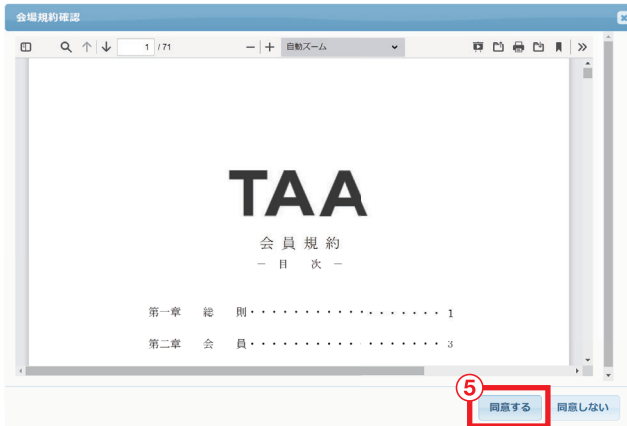 会場規約確認
1 / 71 自動ズーム
TAA
会員規約
― 目 次 ―
第一章 総 則・・・・・・・・・・・・・・・・・・ 1
第二章 会 員・・・・・・・・・・・・・・・・・・ 3
⑤
同意する 同意しない